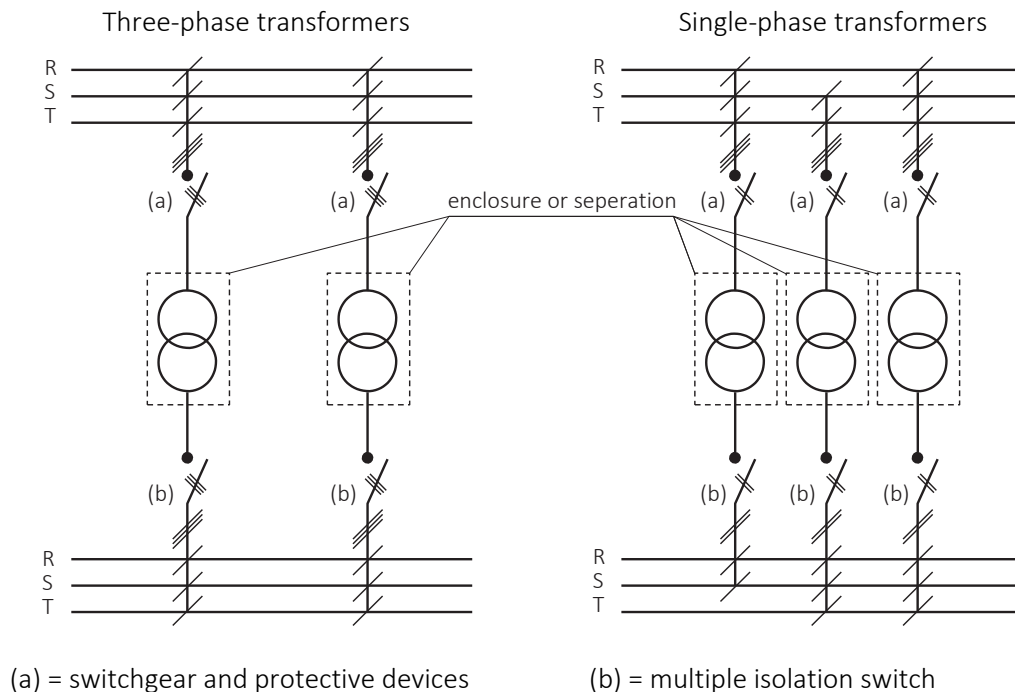 Three-phase transformers
Single-phase transformers
R
S
T
R
S
T
(a)
(a)
enclosure or seperation
(a)
(a)
(a)
(b)
(b)
(b)
(b)
(b)
R
S
T
R
S
T
(a) = switchgear and protective devices
(b) = multiple isolation switch